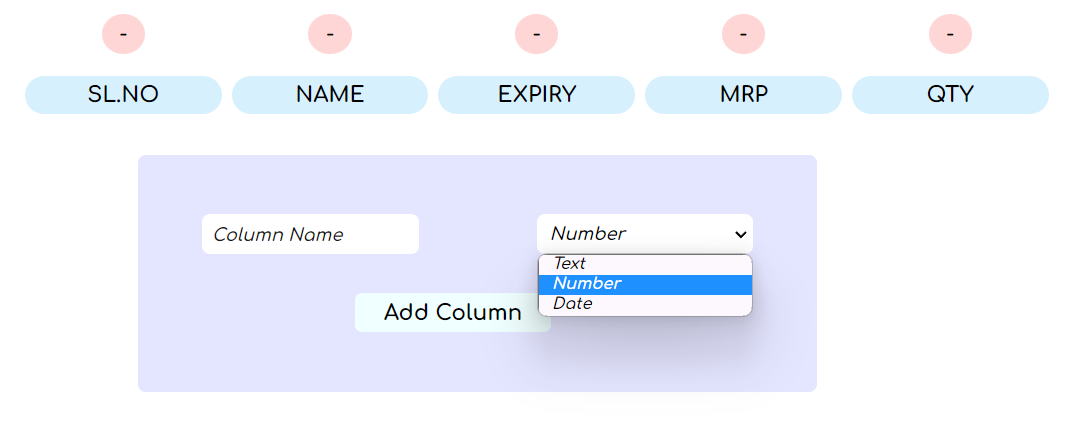 - - - - -
SL.NO NAME EXPIRY MRP QTY
Column Name Number
Text
Number
Date
Add Column